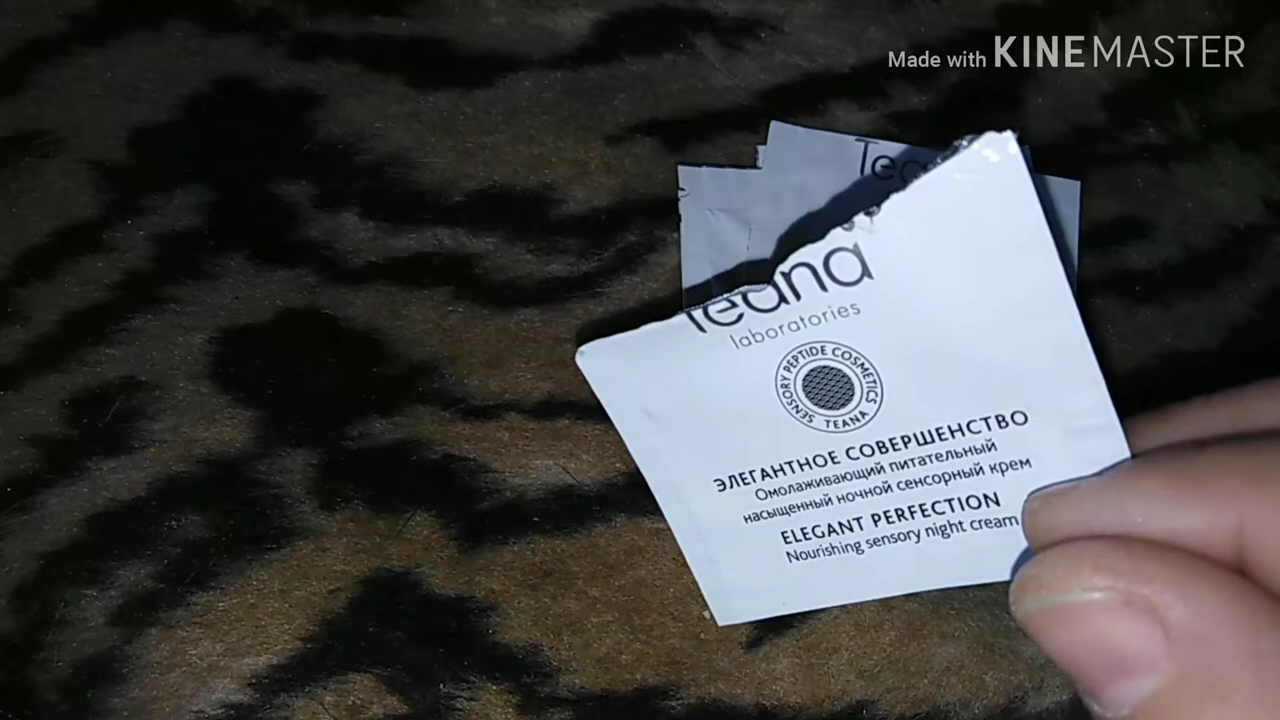 Made with KINEMASTER
Tea
Teana
laboratories
SENSORY PEPTIDE COSMETICS
TEANA
ЭЛЕГАНТНОЕ СОВЕРШЕНСТВО
Омолаживающий питательный
насыщенный ночной сенсорный крем
ELEGANT PERFECTION
Nourishing sensory night cream